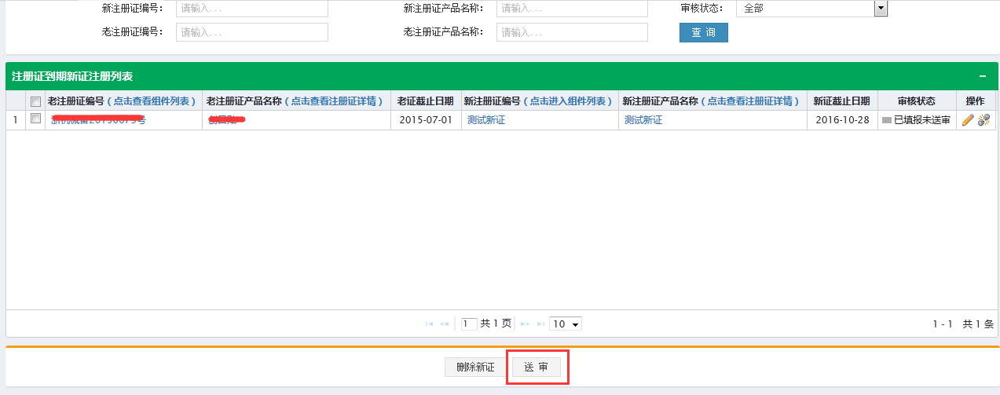 新注册证编号： 请输入... 新注册证产品名称： 请输入... 审核状态： 全部
老注册证编号： 请输入... 老注册证产品名称： 请输入... 查 询
注册证到期新证注册列表
老注册证编号（点击查看组件列表） 老注册证产品名称（点击查看注册证详情） 老证截止日期 新注册证编号（点击进入组件列表） 新注册证产品名称（点击查看注册证详情） 新证截止日期 审核状态 操作
1 2015-07-01 测试新证 测试新证 2016-10-28 已填报未送审
1 共 1 页 10 1 - 1 共 1 条
删除新证 送 审